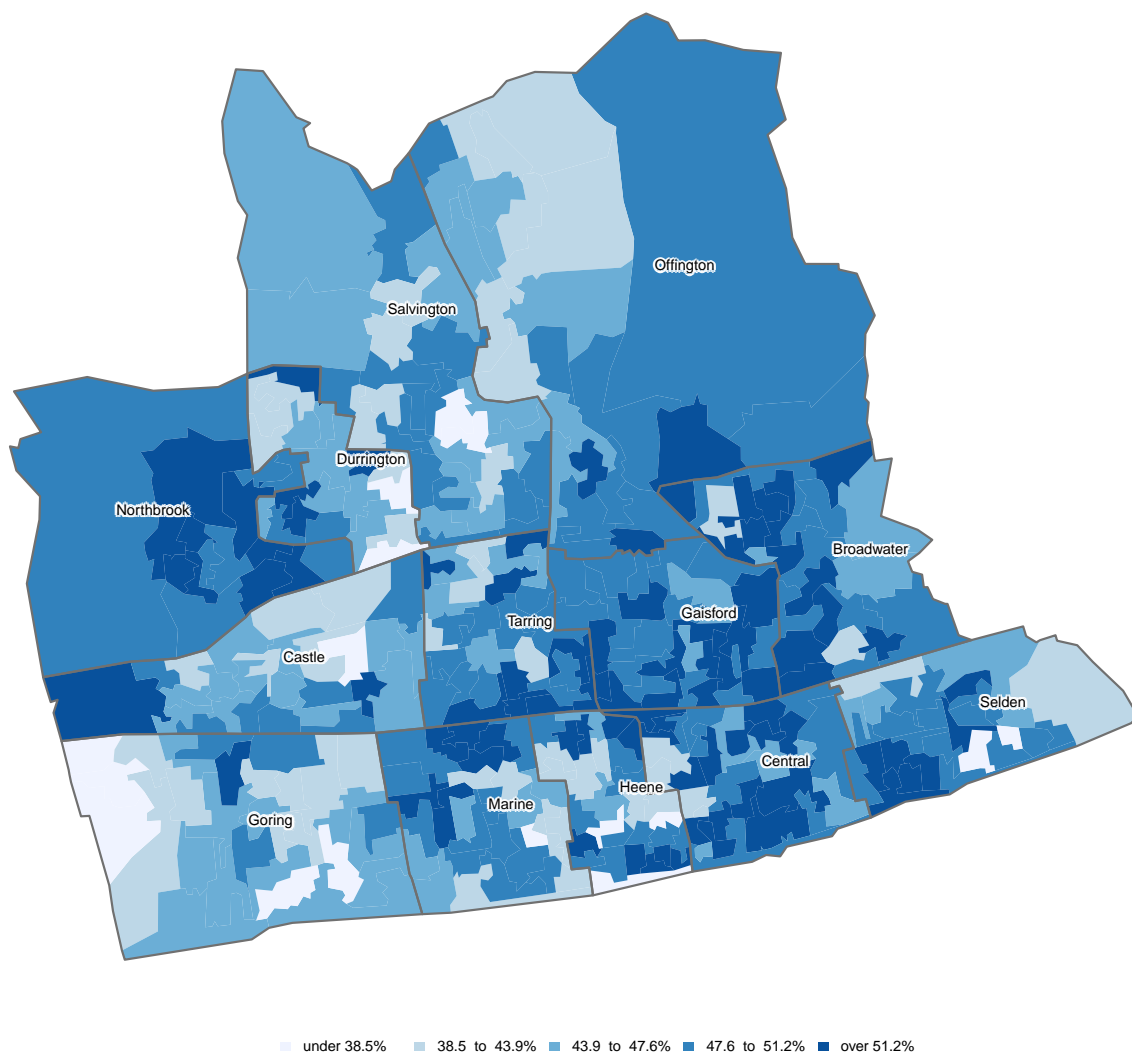 Offington
Salvington
Durrington
Northbrook
Broadwater
Gaisford
Tarring
Castle
Selden
Central
Heene
Marine
Goring
under 38.5% 38.5 to 43.9% 43.9 to 47.6% 47.6 to 51.2% over 51.2%